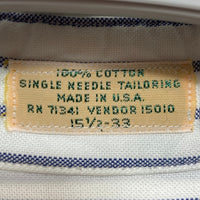 100% COTTON
SINGLE NEEDLE TAILORING
MADE IN U.S.A.
RN 71341 VENDOR 15010
15 1/2-33